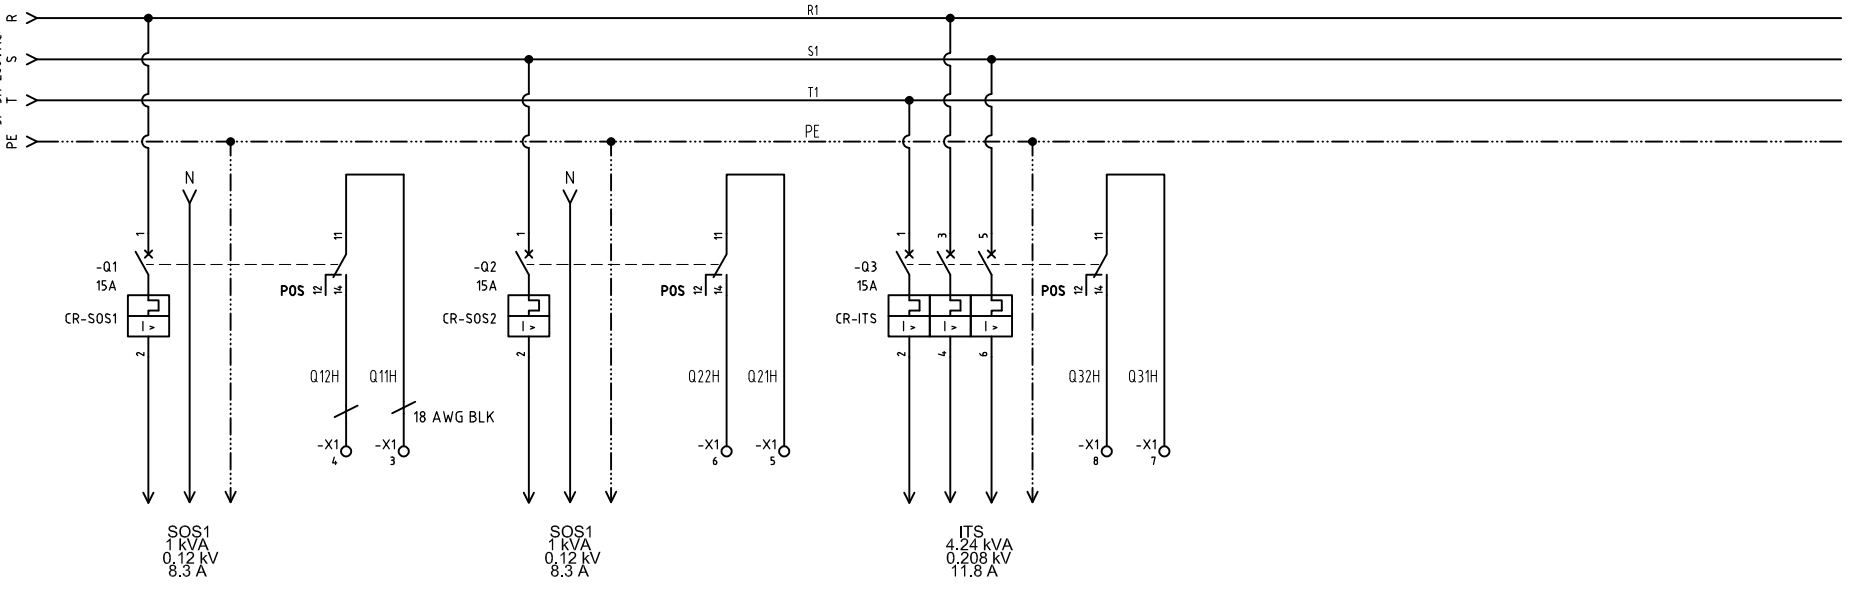 R
R1
S
S1
T
T1
PE
PE
N
N
1
11
1
11
1
3
5
11
-Q1
15A
POS
12
14
-Q2
15A
POS
12
14
-Q3
15A
POS
12
14
CR-SOS1
I >
CR-SOS2
I >
CR-ITS
I >
I >
I >
2
2
2
4
6
Q12H
Q11H
Q22H
Q21H
Q32H
Q31H
18 AWG BLK
-X1
4
-X1
3
-X1
6
-X1
5
-X1
8
-X1
7
SOS1
1 kVA
0.12 kV
8.3 A
SOS1
1 kVA
0.12 kV
8.3 A
ITS
4.24 kVA
0.208 kV
11.8 A